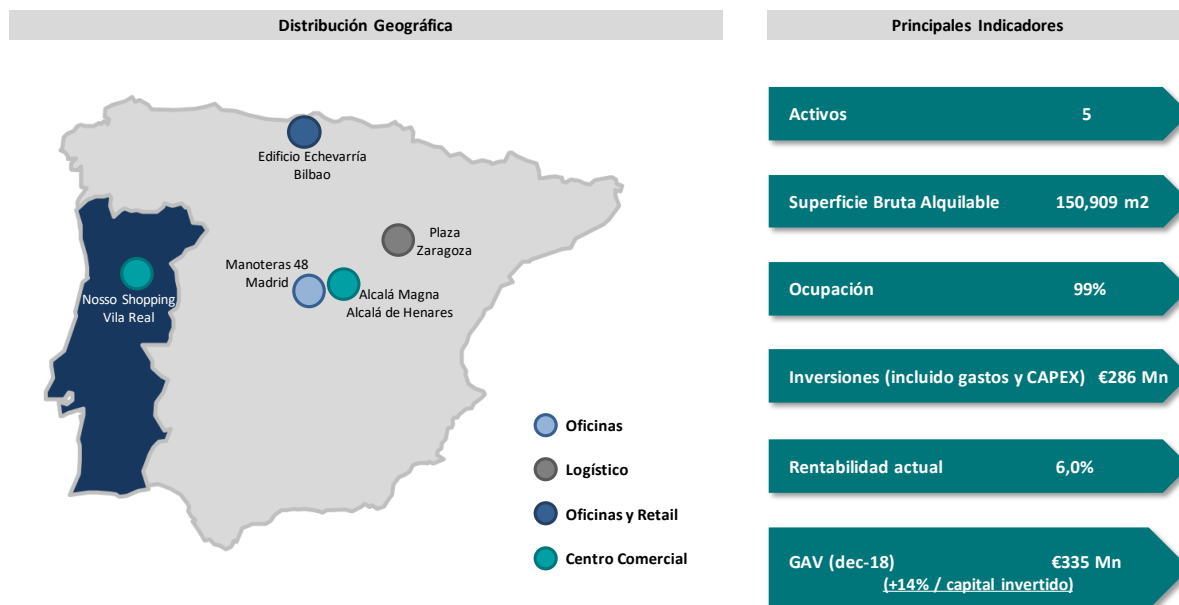 Distribución Geográfica
Edificio Echevarría
Bilbao
Plaza
Zaragoza
Manoteras 48
Madrid
Alcalá Magna
Alcalá de Henares
Nosso Shopping
Vila Real
Oficinas
Logístico
Oficinas y Retail
Centro Comercial
Principales Indicadores
Activos 5
Superficie Bruta Alquilable 150,909 m2
Ocupación 99%
Inversiones (incluido gastos y CAPEX) €286 Mn
Rentabilidad actual 6,0%
GAV (dec-18) €335 Mn
(+14% / capital invertido)